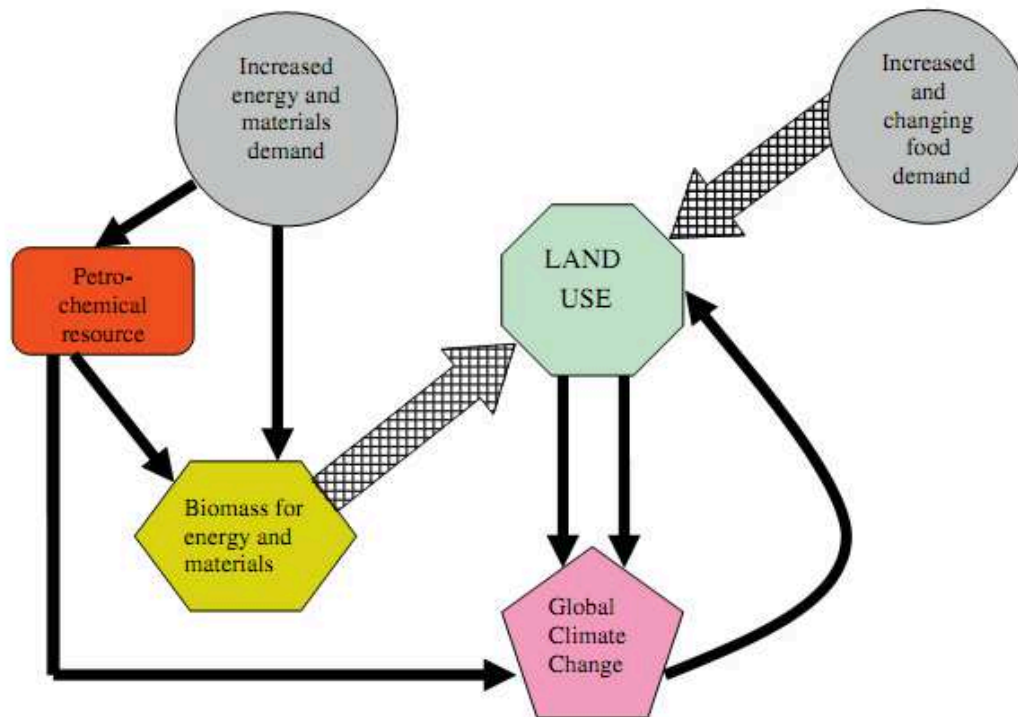 Increased
energy and
materials
demand
Increased
and
changing
food
demand
Petro-
chemical
resource
LAND
USE
Biomass for
energy and
materials
Global
Climate
Change